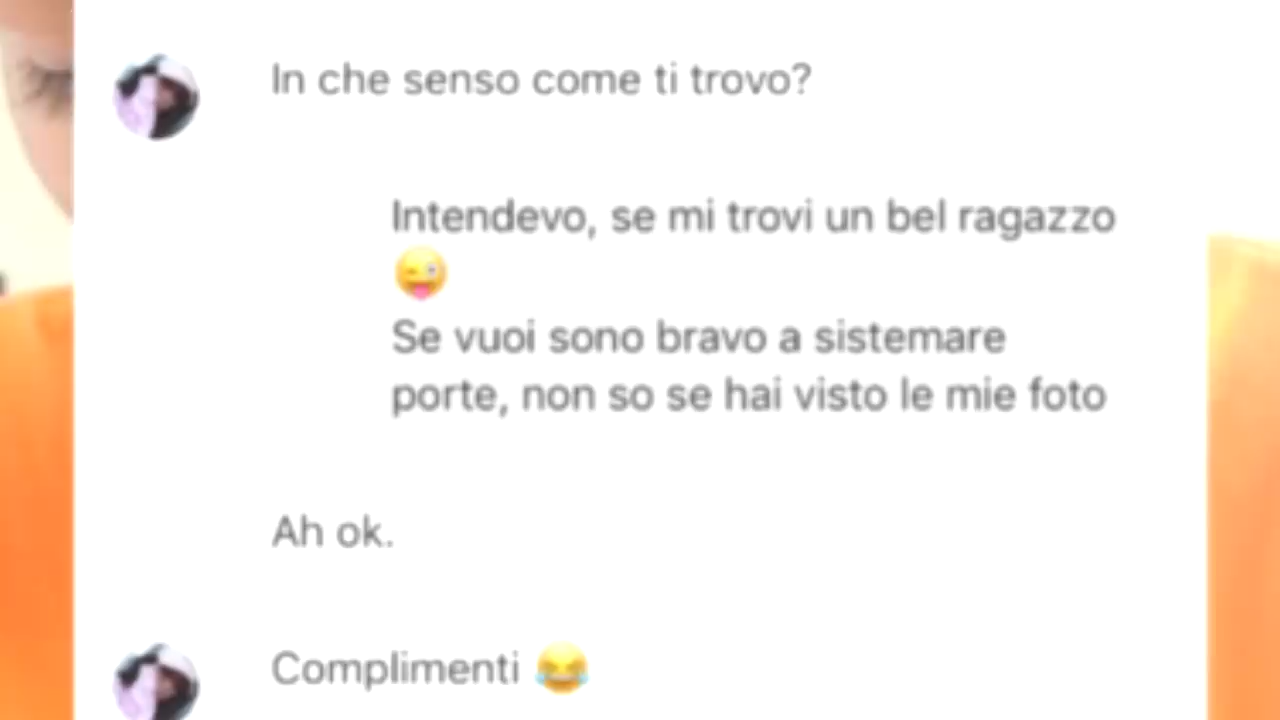 In che senso come ti trovo?
Intendevo, se mi trovi un bel ragazzo
😜
Se vuoi sono bravo a sistemare
porte, non so se hai visto le mie foto
Ah ok.
Complimenti 😂